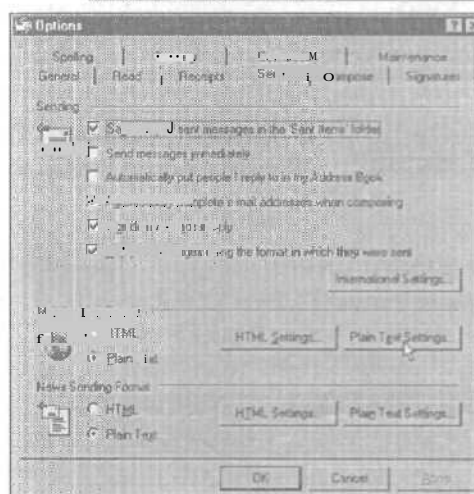 Options
Spelling Maintenance
General Read Receipts Compose Signatures
Sending
sent messages in the 'Sent Items' folder
Send messages immediately
Automatically put people I reply to in my Address Book
e-mail addresses when composing
the format in which they were sent
International Settings...
HTML HTML Settings... Plain Text Settings...
Plain
News Sending Format
HTML HTML Settings... Plain Text Settings...
Plain Text
OK Cancel